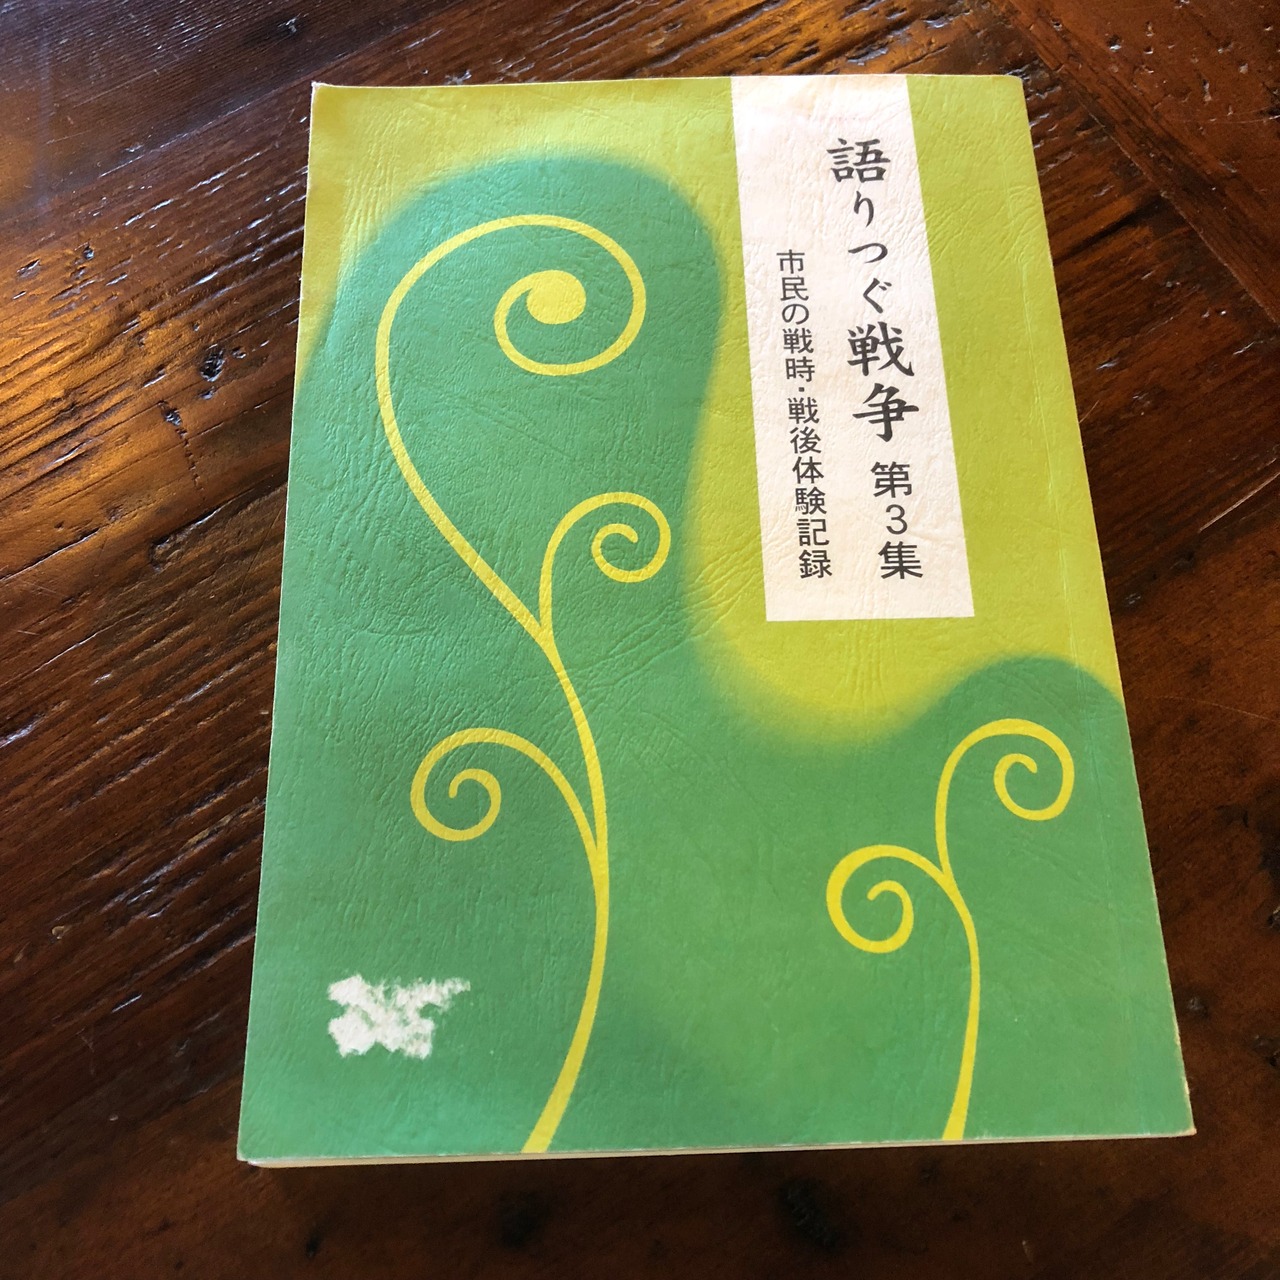 語りつぐ戦争 第3集
市民の戦時・戦後体験記録